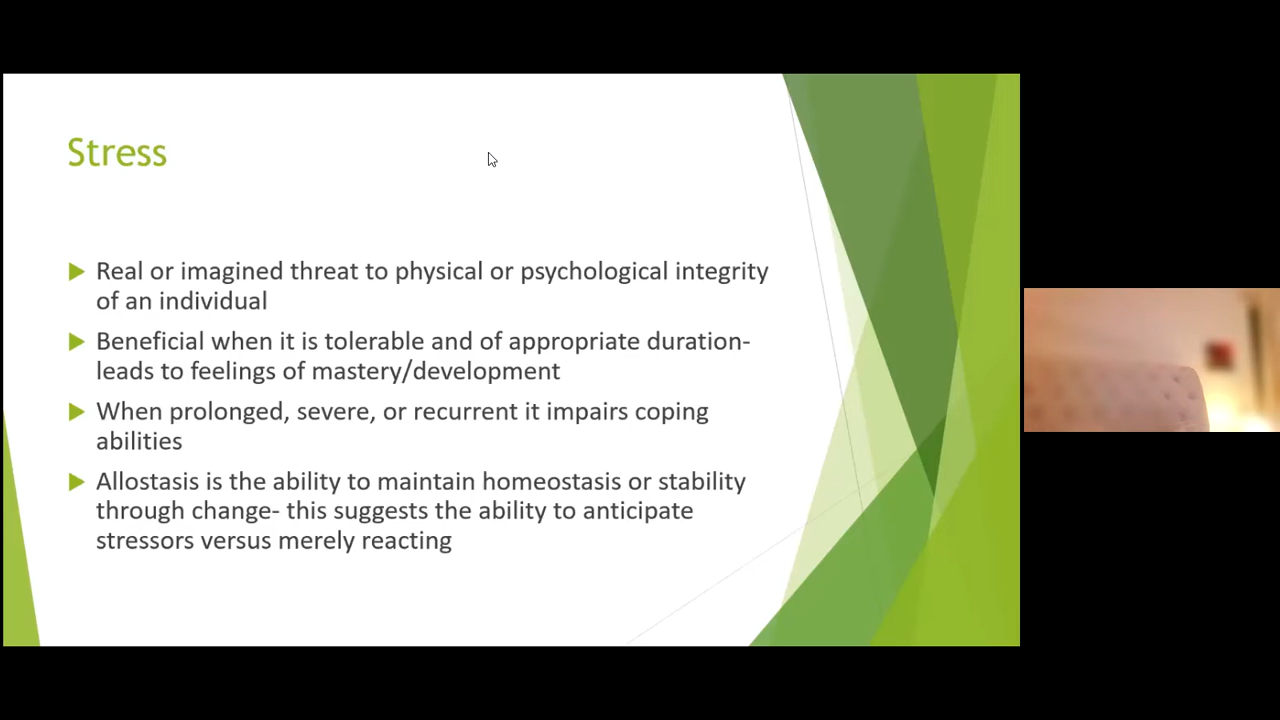 Stress
Real or imagined threat to physical or psychological integrity
of an individual
Beneficial when it is tolerable and of appropriate duration-
leads to feelings of mastery/development
When prolonged, severe, or recurrent it impairs coping
abilities
Allostasis is the ability to maintain homeostasis or stability
through change- this suggests the ability to anticipate
stressors versus merely reacting